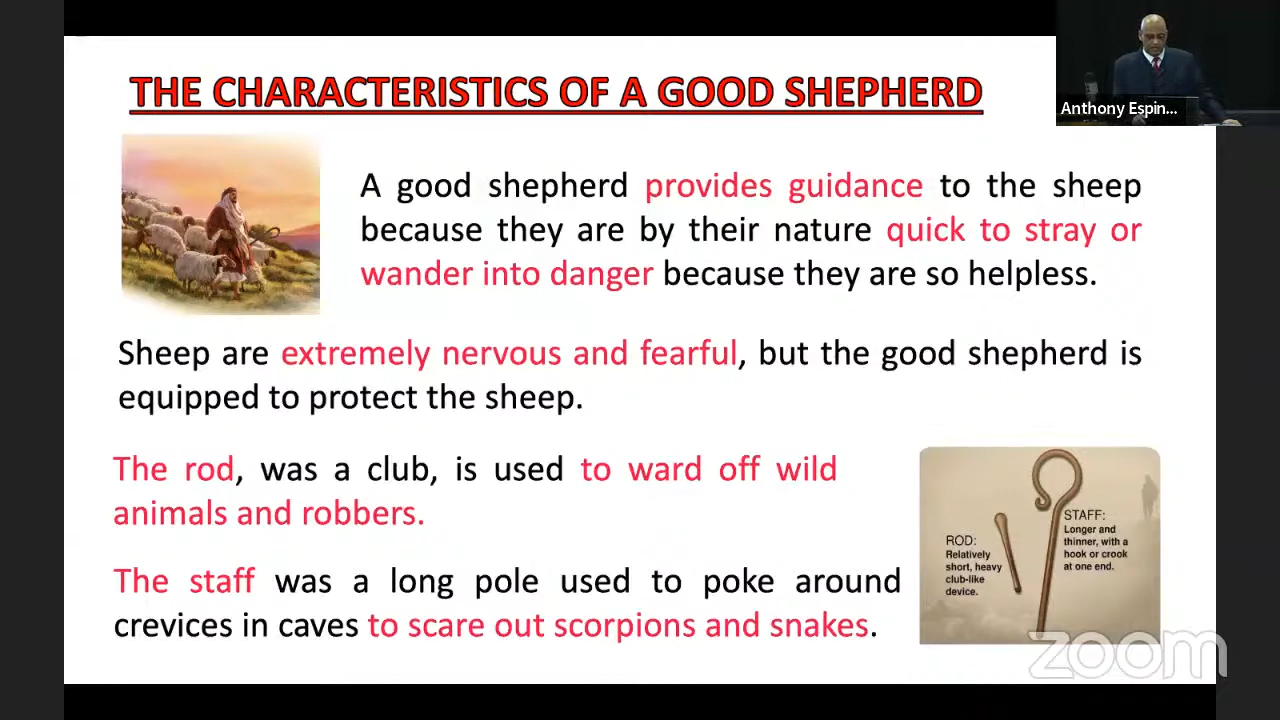 THE CHARACTERISTICS OF A GOOD SHEPHERD
Anthony Espin...
A good shepherd provides guidance to the sheep
because they are by their nature quick to stray or
wander into danger because they are so helpless.
Sheep are extremely nervous and fearful, but the good shepherd is
equipped to protect the sheep.
The rod, was a club, is used to ward off wild
animals and robbers.
The staff was a long pole used to poke around
crevices in caves to scare out scorpions and snakes.
ROD:
Relatively
short, heavy
club-like
device.
STAFF:
Longer and
thinner, with a
hook or crook
at one end.
zoom